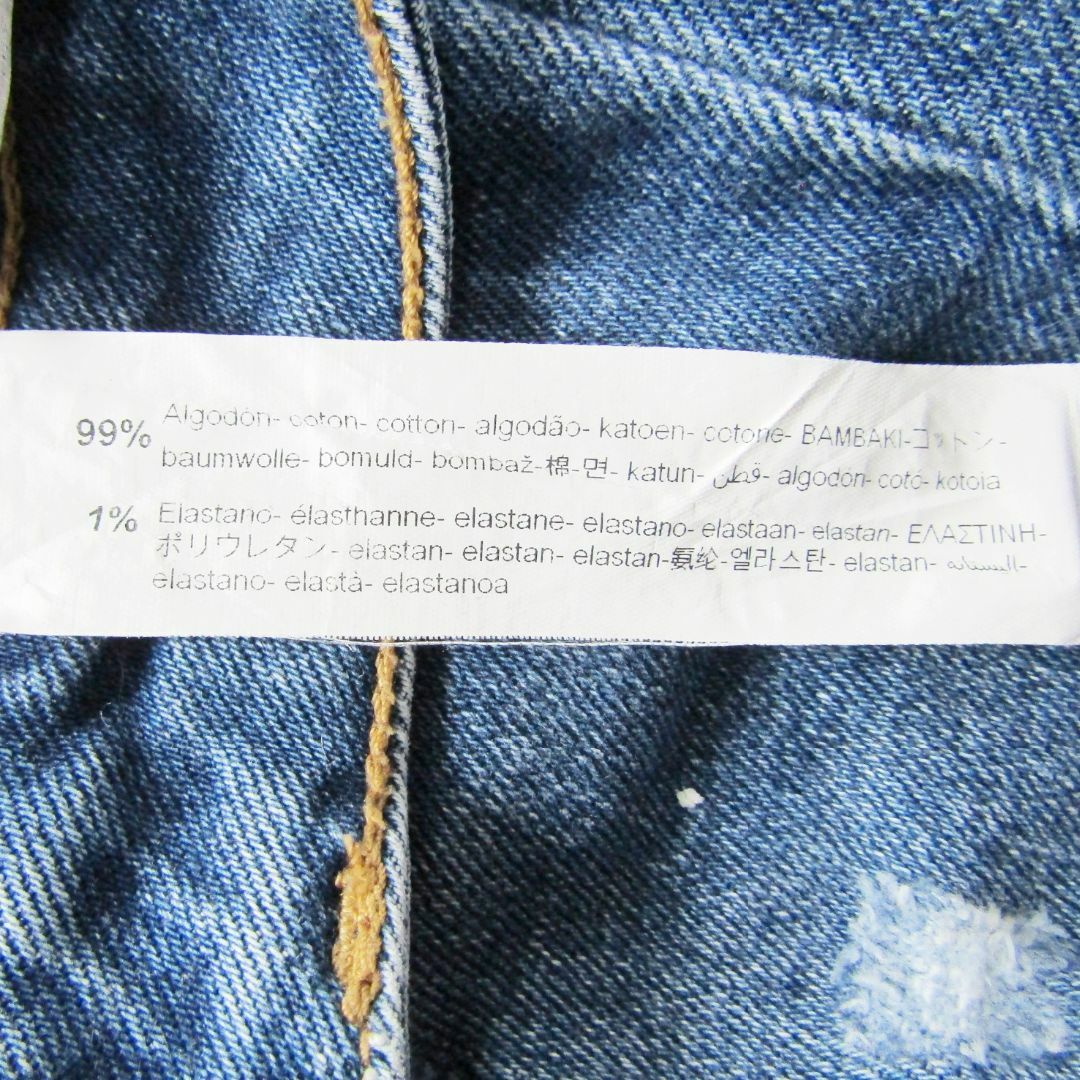 99% Algodón- coton- cotton- algodão- katoen- cotone- BAMBAKI-コットン-
baumwolle- bomuld- bombaž-棉-면- katun- قطن- algodón- cotó- kotoia
1% Elastano- élasthanne- elastane- elastano- elastaan- elastan- ΕΛΑΣΤΙΝΗ-
ポリウレタン- elastan- elastan- elastan-氨纶-엘라스탄- elastan-
elastano- elastà- elastanoa